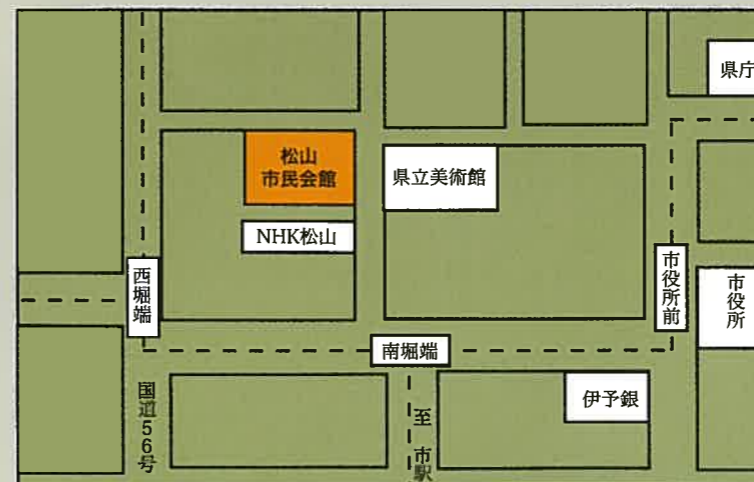 県庁
松山
市民会館
県立美術館
NHK松山
西堀端
市役所前
市役所
南堀端
国道56号
至 市駅
伊予銀